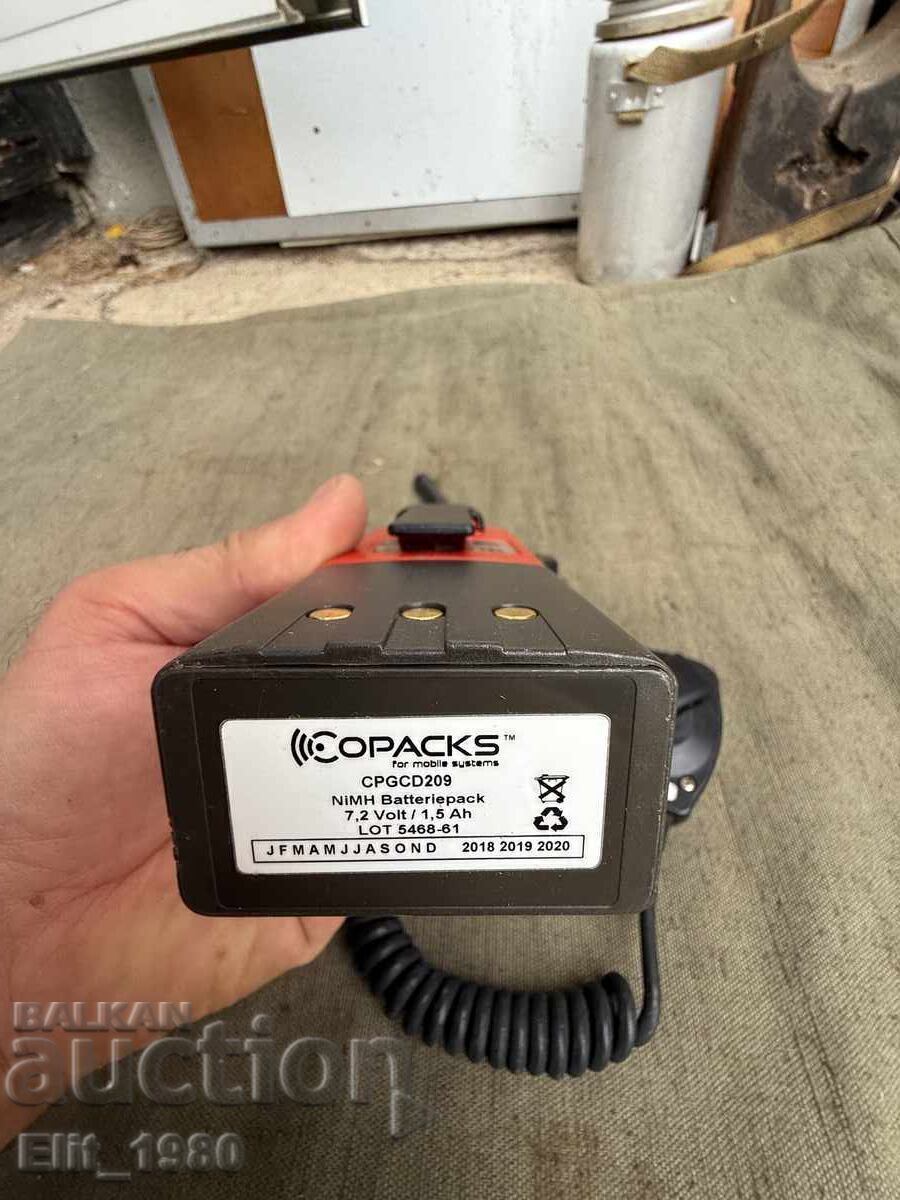 COPACKS™
for mobile systems
CPGCD209
NiMH Batteriepack
7,2 Volt / 1,5 Ah
LOT 5468-61
J F M A M J J A S O N D 2018 2019 2020
BALKAN
auction
Elit_1980